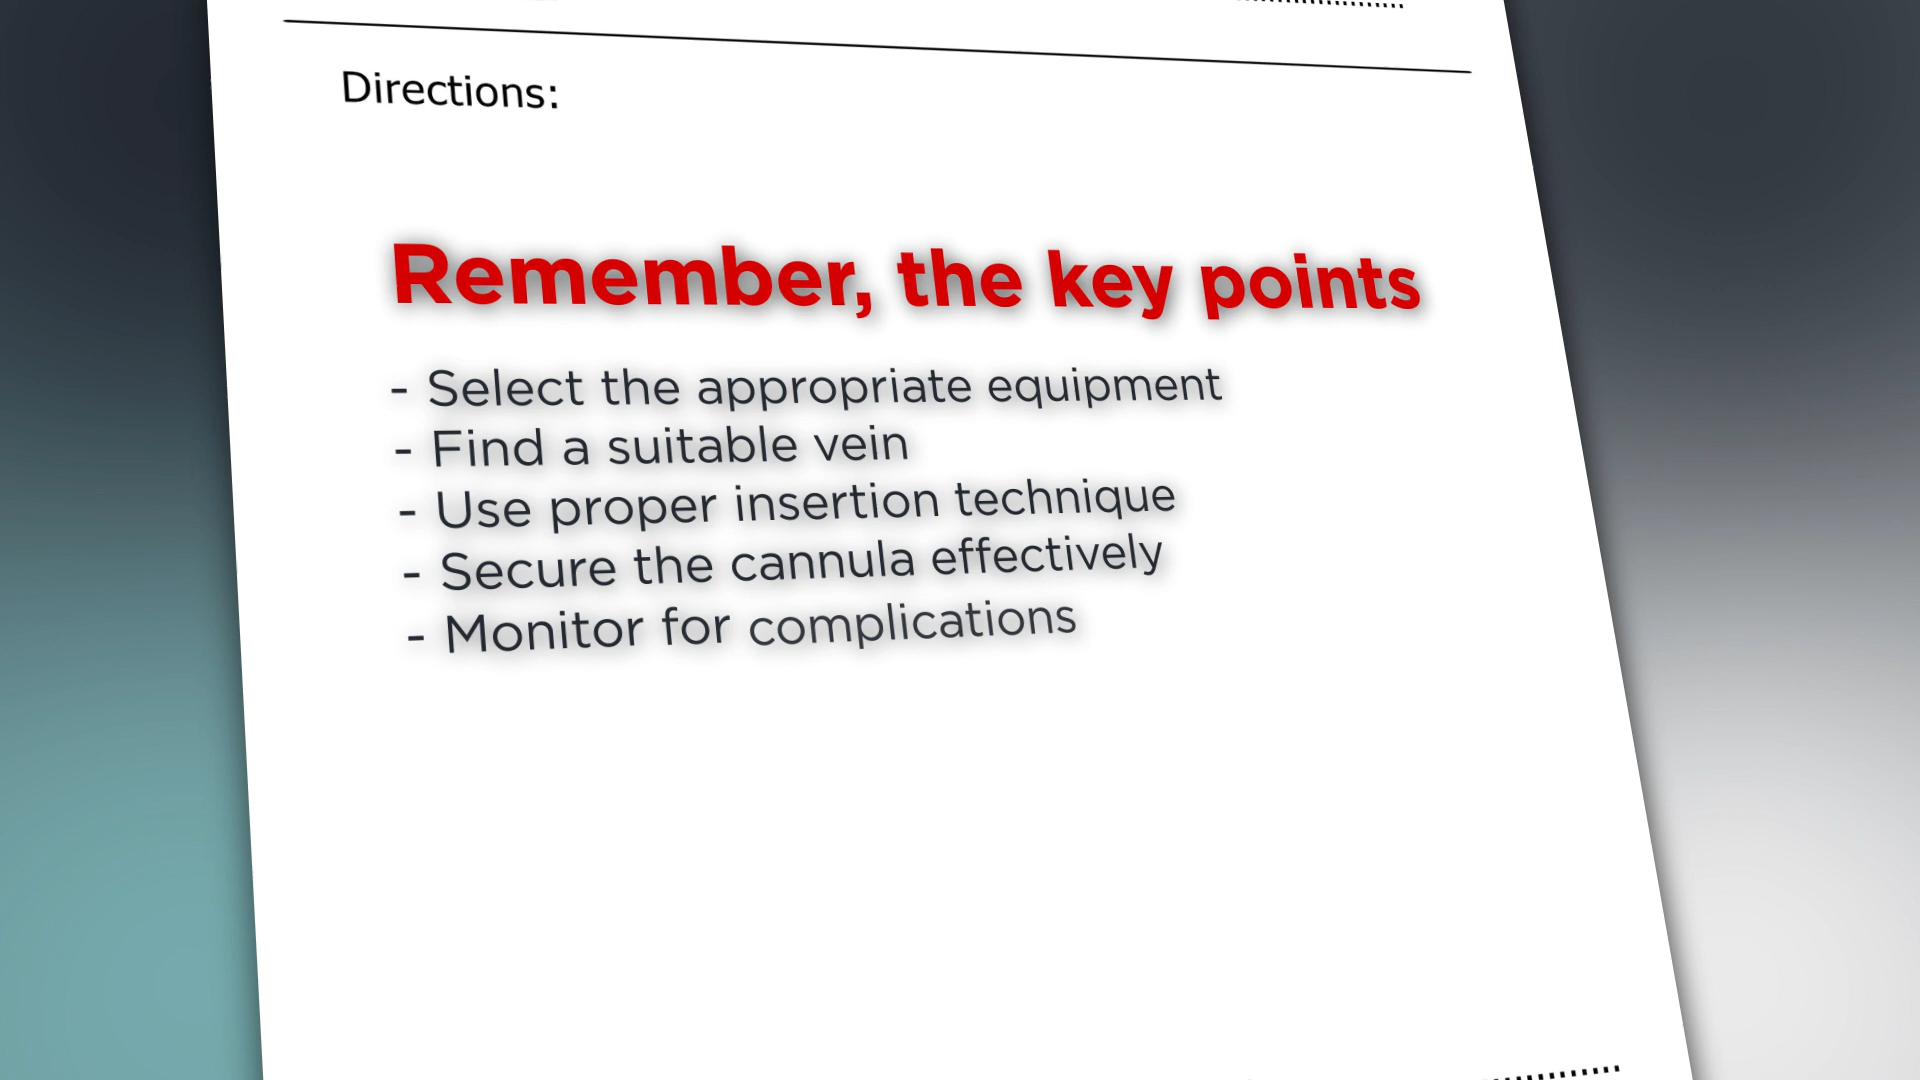 Directions:
Remember, the key points
- Select the appropriate equipment
- Find a suitable vein
- Use proper insertion technique
- Secure the cannula effectively
- Monitor for complications